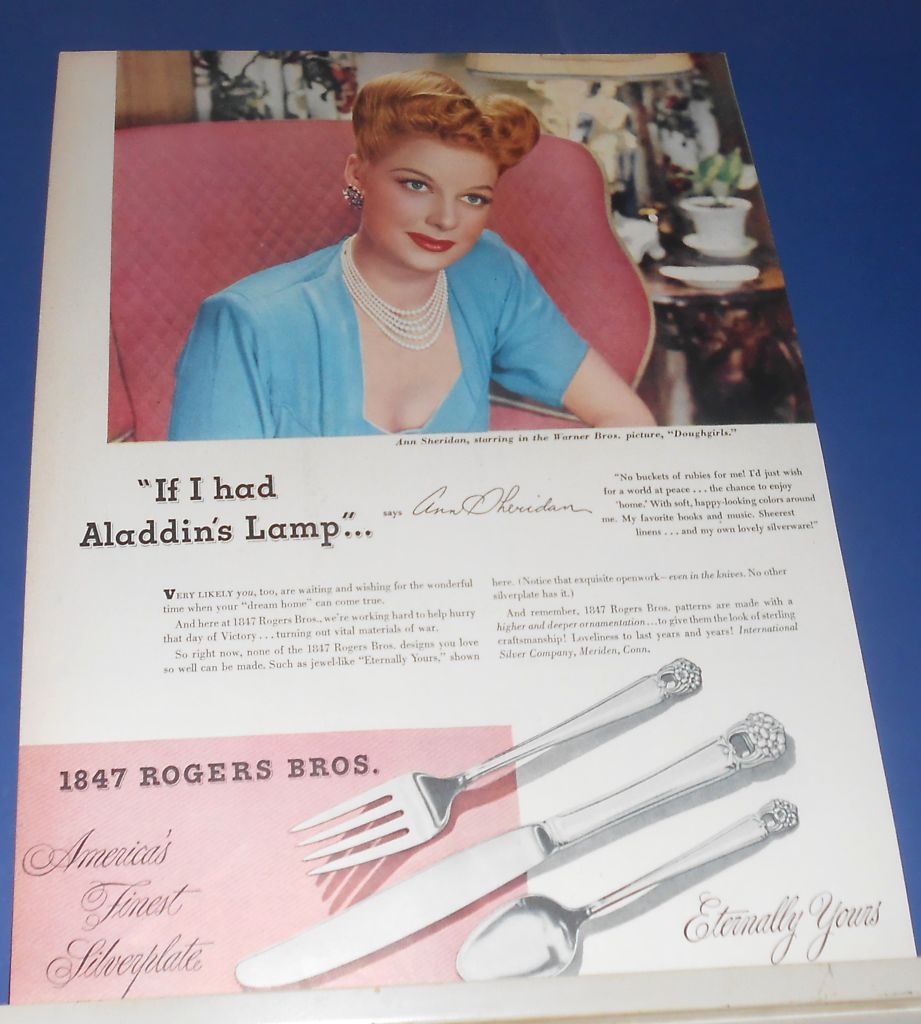 Ann Sheridan, starring in the Warner Bros. picture, "Doughgirls."
"If I had
Aladdin's Lamp"...
says Ann Sheridan
"No buckets of rubies for me! I'd just wish
for a world at peace . . . the chance to enjoy
'home.' With soft, happy-looking colors around
me. My favorite books and music. Sheerest
linens . . . and my own lovely silverware!"
VERY LIKELY you, too, are waiting and wishing for the wonderful
time when your "dream home" can come true.
And here at 1847 Rogers Bros., we're working hard to help hurry
that day of Victory . . . turning out vital materials of war.
So right now, none of the 1847 Rogers Bros. designs you love
so well can be made. Such as jewel-like "Eternally Yours," shown
here. (Notice that exquisite openwork—even in the knives. No other
silverplate has it.)
And remember, 1847 Rogers Bros. patterns are made with a
higher and deeper ornamentation...to give them the look of sterling
craftsmanship! Loveliness to last years and years! International
Silver Company, Meriden, Conn.
1847 ROGERS BROS.
America's
Finest
Silverplate
Eternally Yours